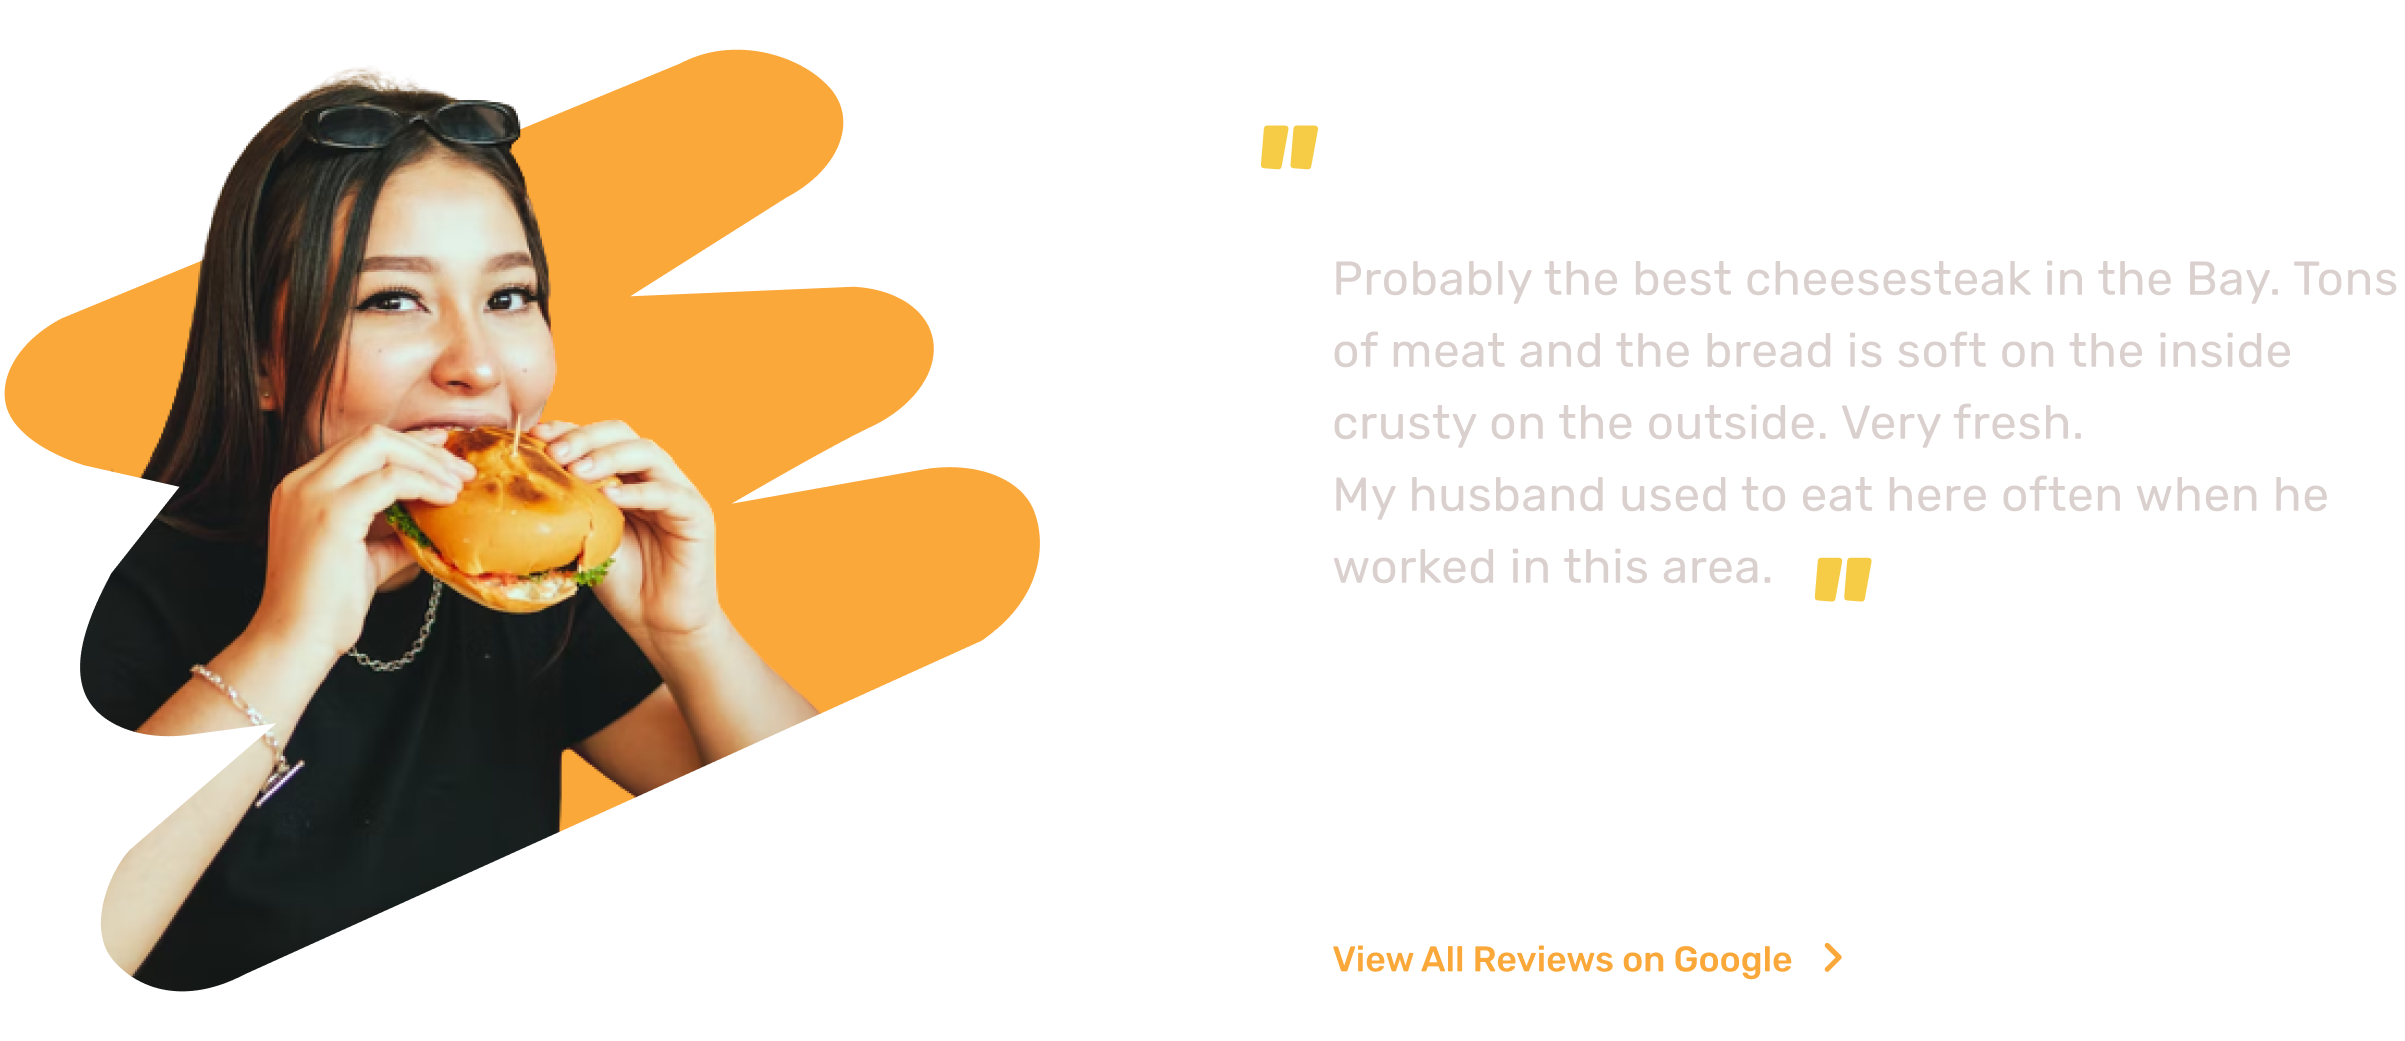 "
Probably the best cheesesteak in the Bay. Tons
of meat and the bread is soft on the inside
crusty on the outside. Very fresh.
My husband used to eat here often when he
worked in this area. "
View All Reviews on Google >